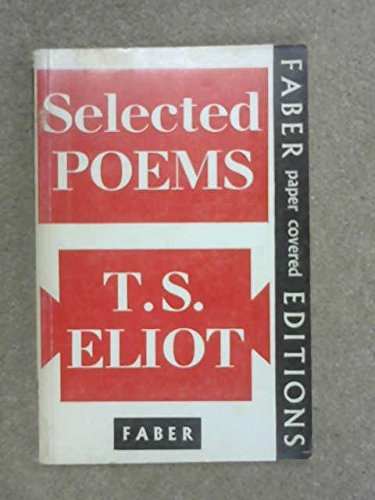 Selected
POEMS
T.S.
ELIOT
FABER
FABER paper covered EDITIONS